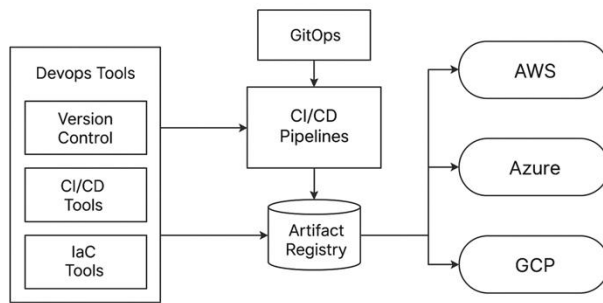 Devops Tools
Version
Control
CI/CD
Tools
IaC
Tools
GitOps
CI/CD
Pipelines
Artifact
Registry
AWS
Azure
GCP